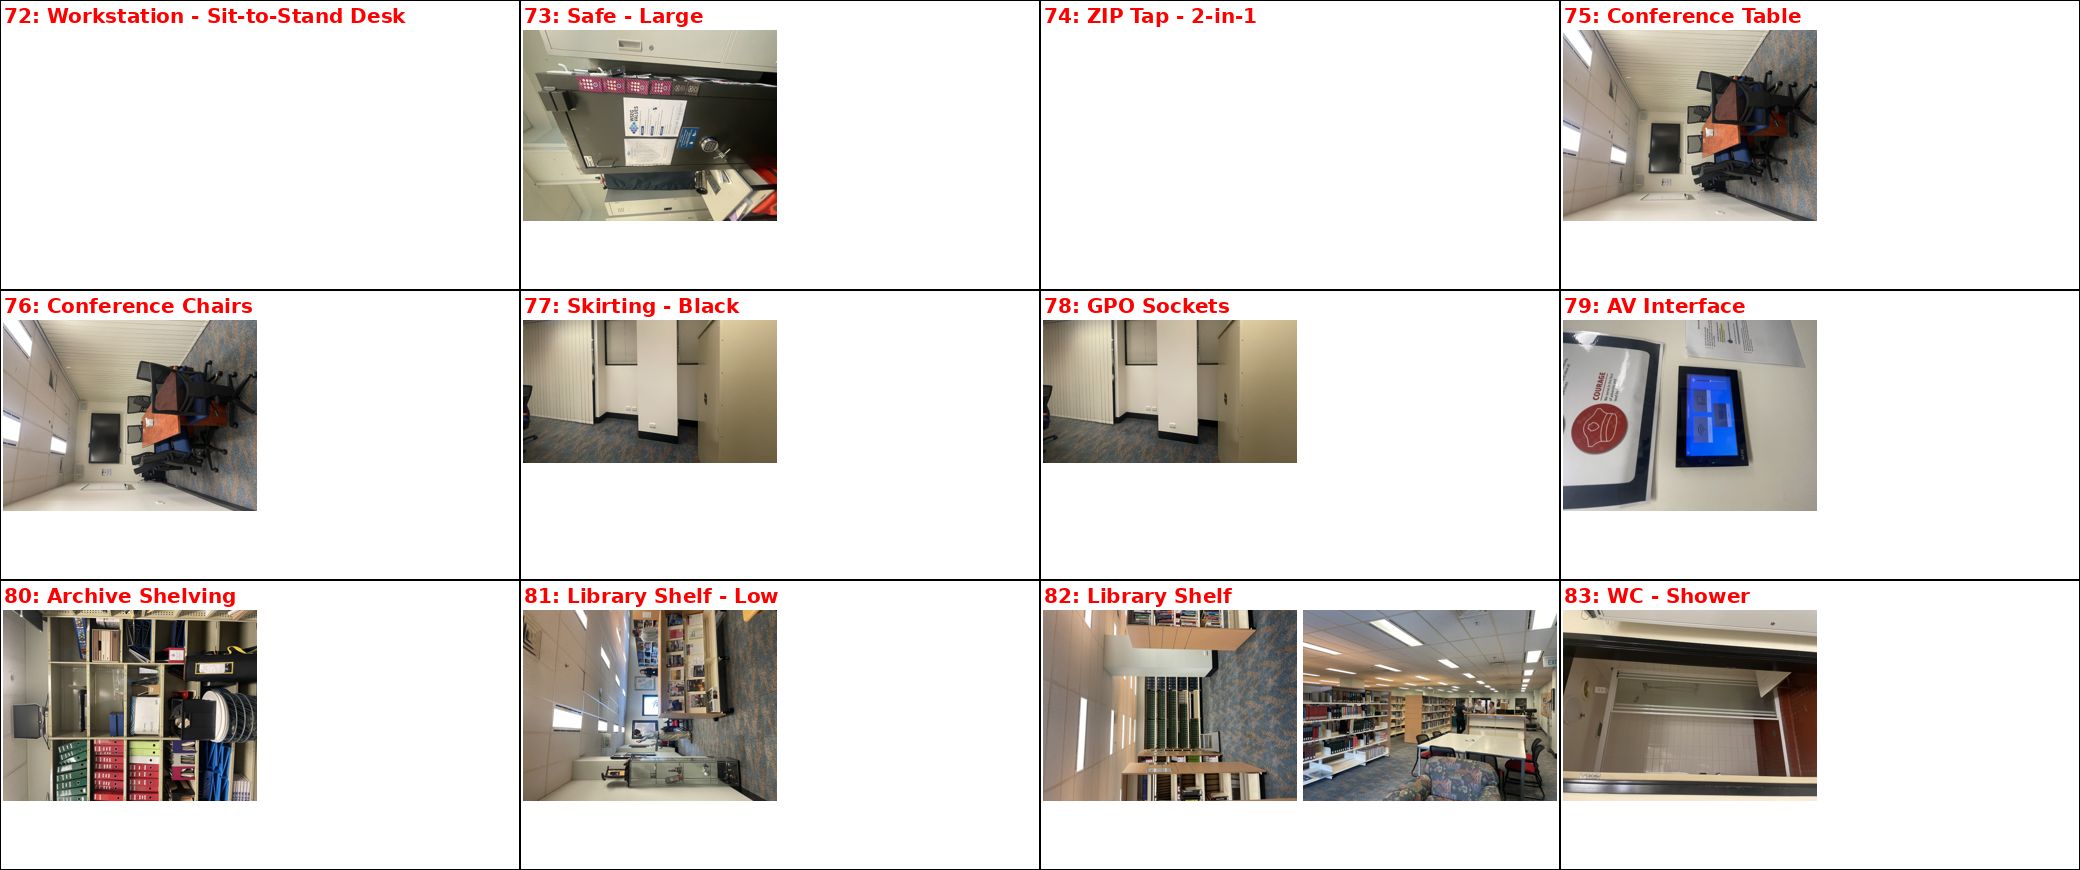 72: Workstation - Sit-to-Stand Desk
73: Safe - Large
74: ZIP Tap - 2-in-1
75: Conference Table
76: Conference Chairs
77: Skirting - Black
78: GPO Sockets
79: AV Interface
COURAGE
80: Archive Shelving
81: Library Shelf - Low
82: Library Shelf
83: WC - Shower